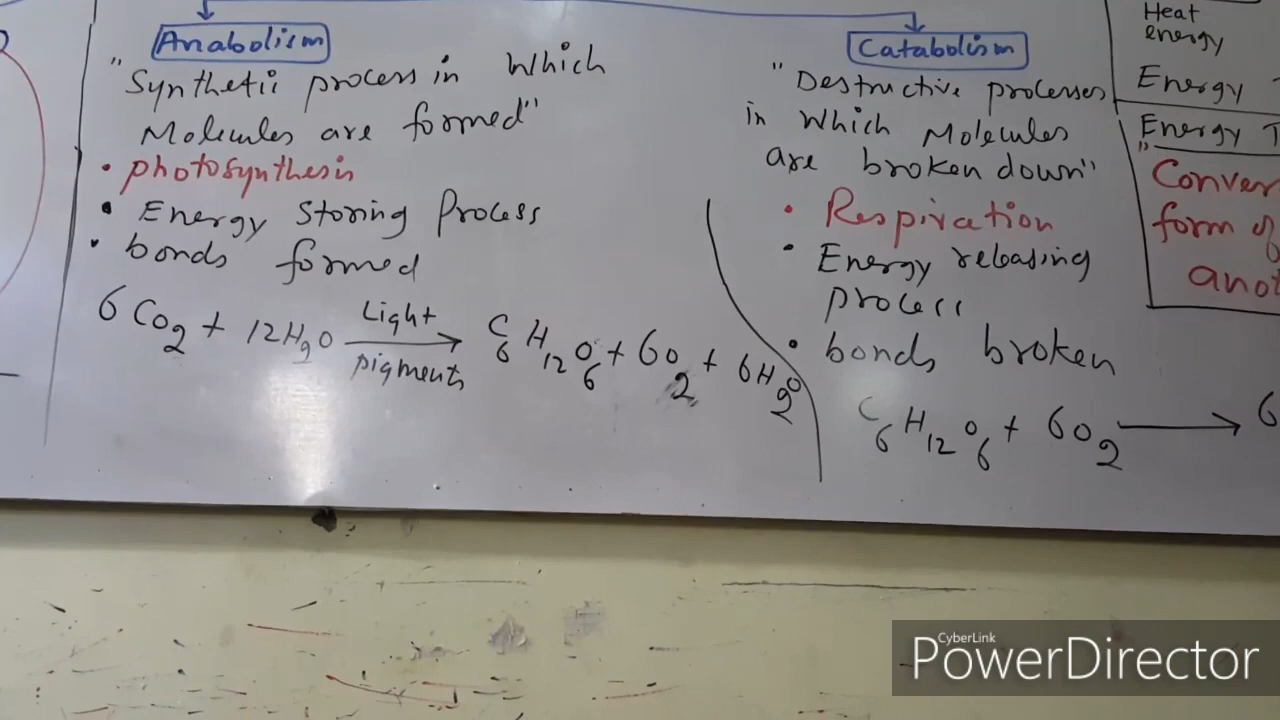 Anabolism
"Synthetic process in which
Molecules are formed"
• photosynthesis
• Energy Storing Process
• bonds formed
6CO2 + 12H2O Light pigments → C6H12O6 + 6O2 + 6H2O
Catabolism
"Destructive processes
in which Molecules
are broken down"
• Respiration
• Energy releasing
process
• bonds broken
C6H12O6 + 6O2 → 6
Heat
energy
Energy
Energy T
"Conver
form of
anot
CyberLink
PowerDirector